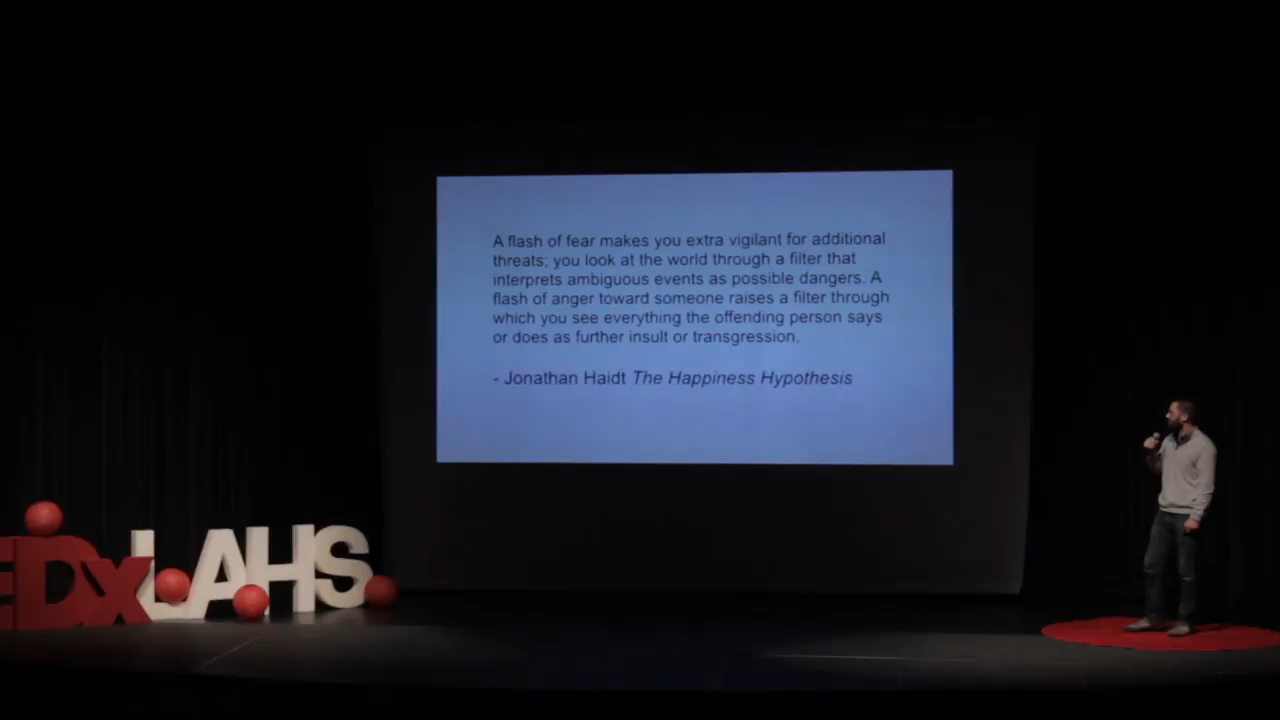 A flash of fear makes you extra vigilant for additional
threats; you look at the world through a filter that
interprets ambiguous events as possible dangers. A
flash of anger toward someone raises a filter through
which you see everything the offending person says
or does as further insult or transgression.
- Jonathan Haidt The Happiness Hypothesis
EDx LAHS